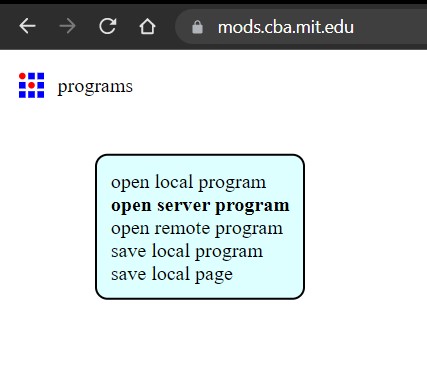 mods.cba.mit.edu
programs
open local program
open server program
open remote program
save local program
save local page